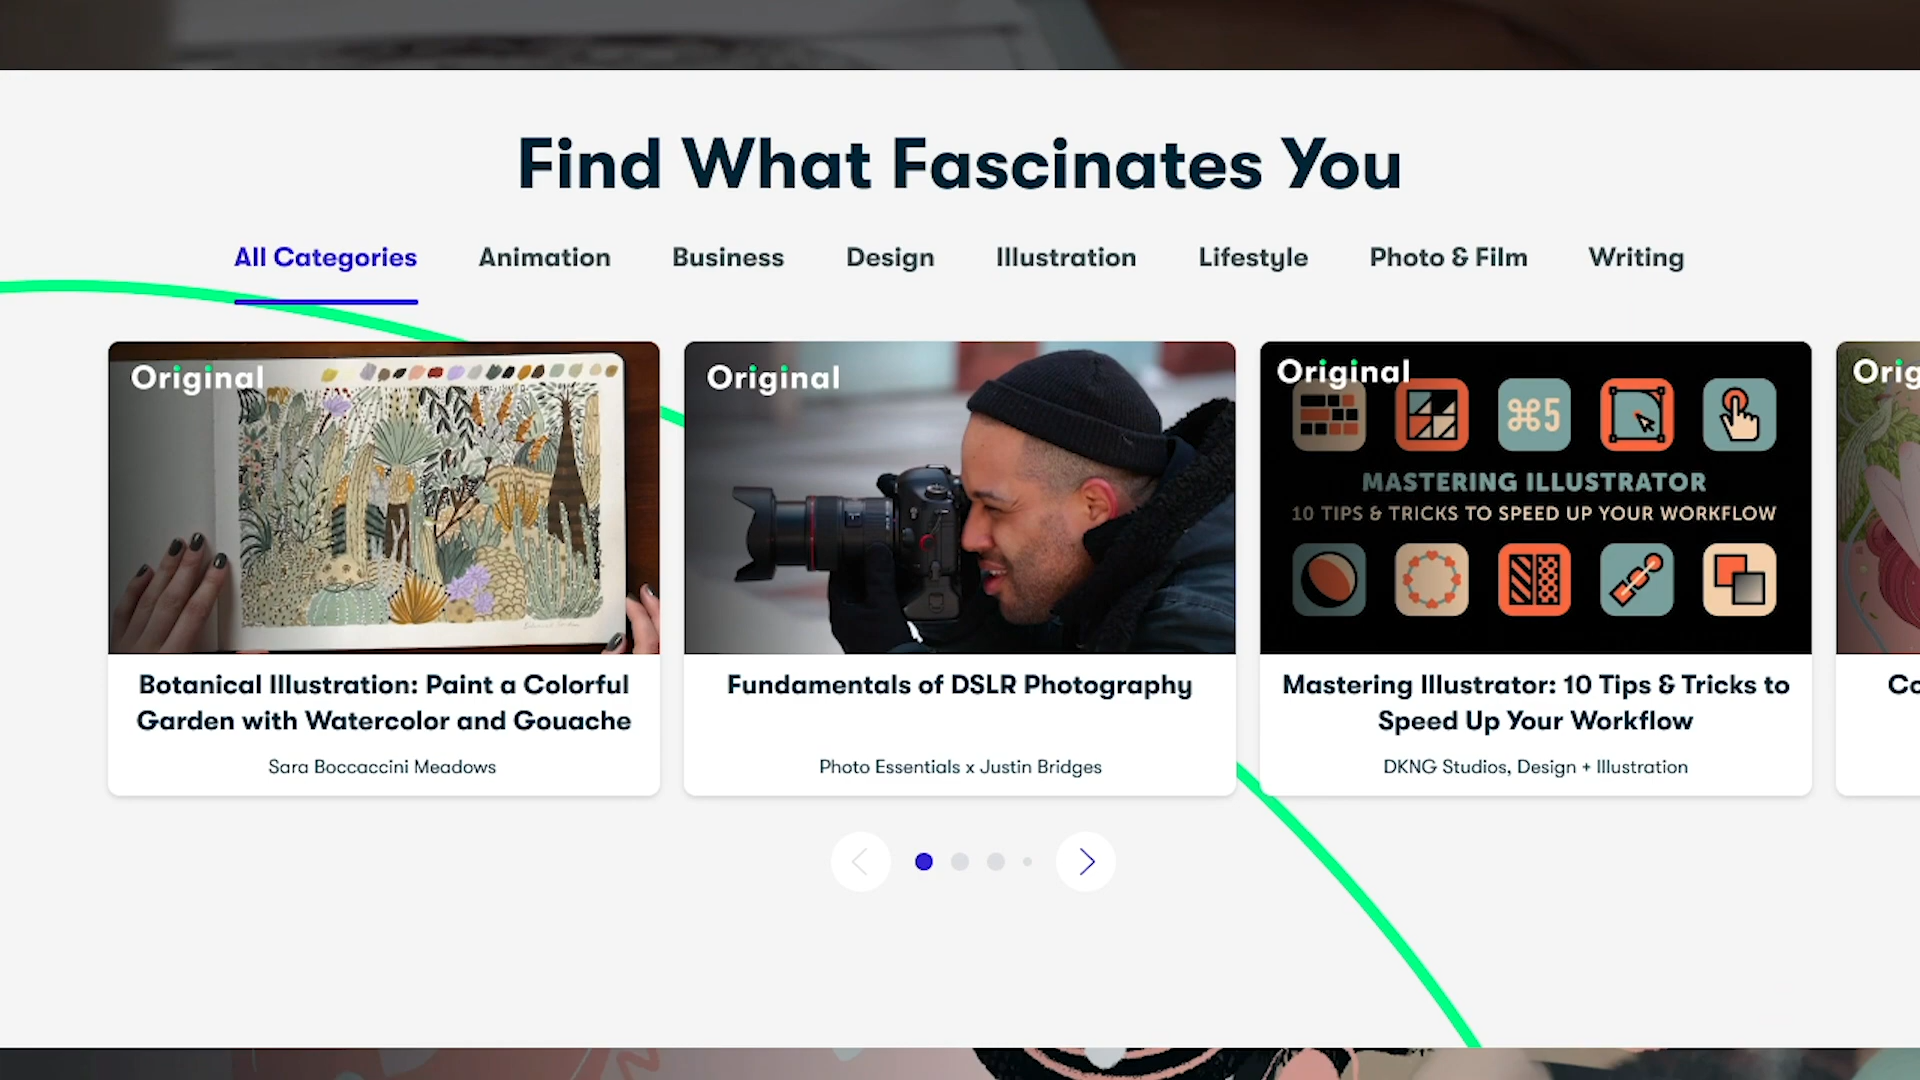 Find What Fascinates You
All Categories Animation Business Design Illustration Lifestyle Photo & Film Writing
Original
Original
Original
⌘5
MASTERING ILLUSTRATOR
10 TIPS & TRICKS TO SPEED UP YOUR WORKFLOW
Orig
Botanical Illustration: Paint a Colorful
Garden with Watercolor and Gouache
Sara Boccaccini Meadows
Fundamentals of DSLR Photography
Photo Essentials x Justin Bridges
Mastering Illustrator: 10 Tips & Tricks to
Speed Up Your Workflow
DKNG Studios, Design + Illustration
Co